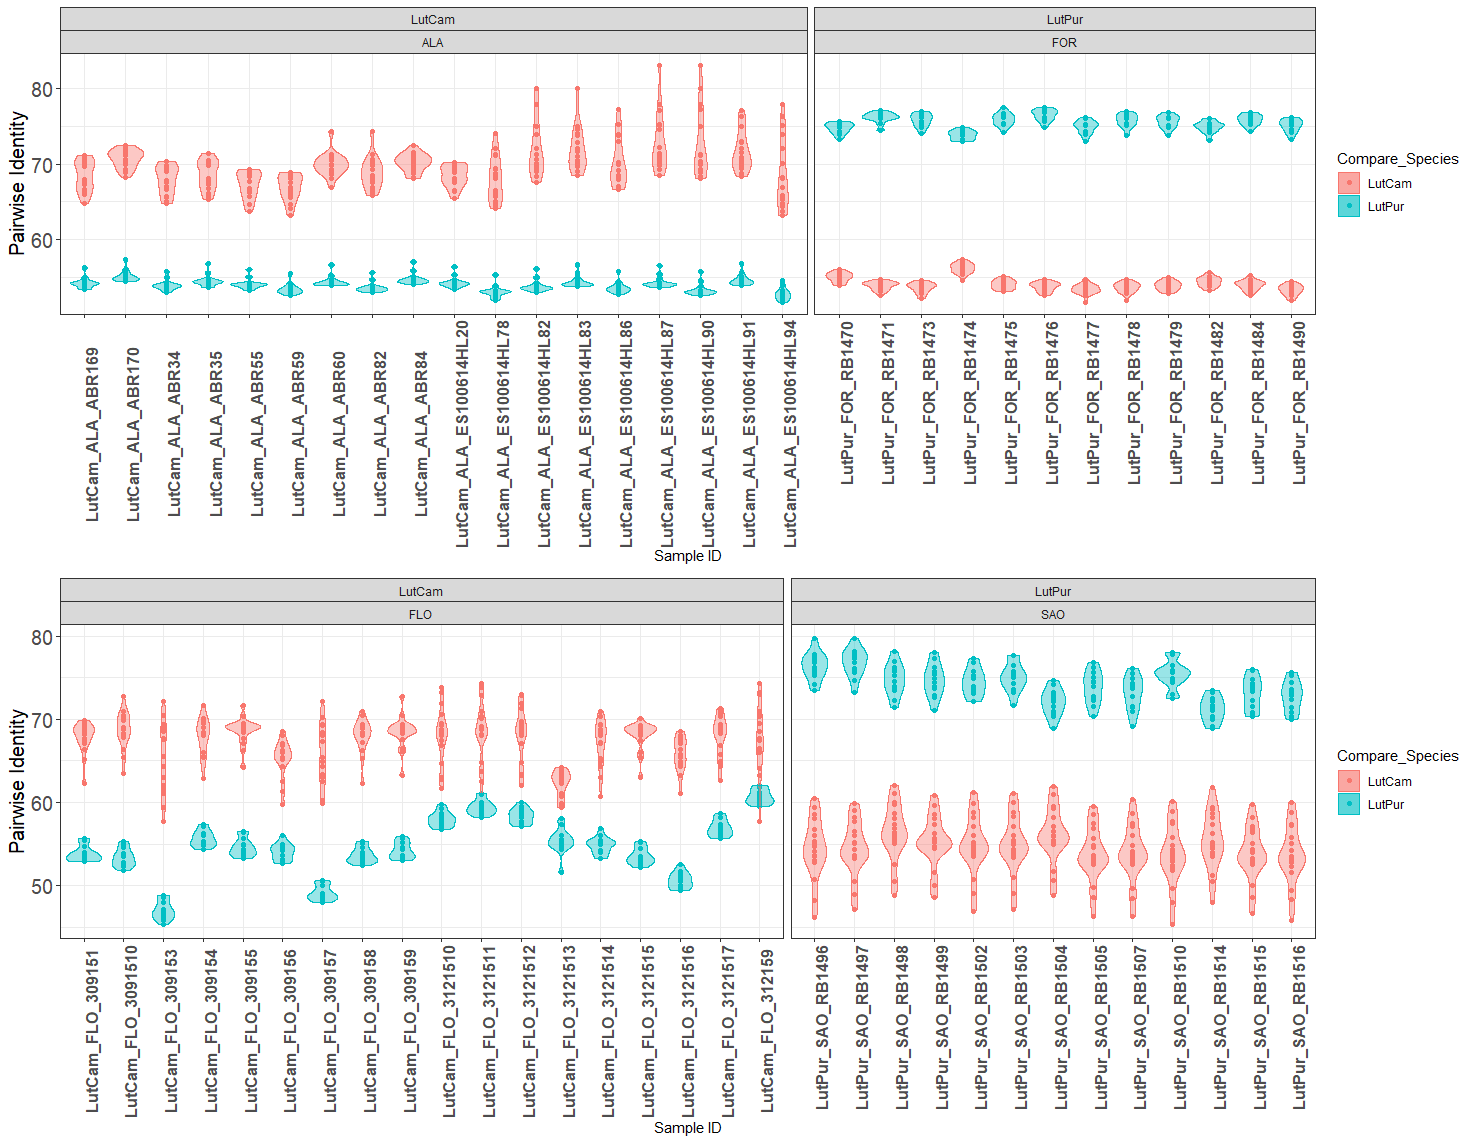 LutCam
LutPur
ALA
FOR
Pairwise Identity
80
70
60
LutCam_ALA_ABR169
LutCam_ALA_ABR170
LutCam_ALA_ABR34
LutCam_ALA_ABR35
LutCam_ALA_ABR55
LutCam_ALA_ABR59
LutCam_ALA_ABR60
LutCam_ALA_ABR82
LutCam_ALA_ABR84
LutCam_ALA_ES100614HL20
LutCam_ALA_ES100614HL78
LutCam_ALA_ES100614HL82
LutCam_ALA_ES100614HL83
LutCam_ALA_ES100614HL86
LutCam_ALA_ES100614HL87
LutCam_ALA_ES100614HL90
LutCam_ALA_ES100614HL91
LutCam_ALA_ES100614HL94
LutPur_FOR_RB1470
LutPur_FOR_RB1471
LutPur_FOR_RB1473
LutPur_FOR_RB1474
LutPur_FOR_RB1475
LutPur_FOR_RB1476
LutPur_FOR_RB1477
LutPur_FOR_RB1478
LutPur_FOR_RB1479
LutPur_FOR_RB1482
LutPur_FOR_RB1484
LutPur_FOR_RB1490
Sample ID
Compare_Species
LutCam
LutPur
LutCam
LutPur
FLO
SAO
Pairwise Identity
80
70
60
50
LutCam_FLO_309151
LutCam_FLO_3091510
LutCam_FLO_309153
LutCam_FLO_309154
LutCam_FLO_309155
LutCam_FLO_309156
LutCam_FLO_309157
LutCam_FLO_309158
LutCam_FLO_309159
LutCam_FLO_3121510
LutCam_FLO_3121511
LutCam_FLO_3121512
LutCam_FLO_3121513
LutCam_FLO_3121514
LutCam_FLO_3121515
LutCam_FLO_3121516
LutCam_FLO_3121517
LutCam_FLO_312159
LutPur_SAO_RB1496
LutPur_SAO_RB1497
LutPur_SAO_RB1498
LutPur_SAO_RB1499
LutPur_SAO_RB1502
LutPur_SAO_RB1503
LutPur_SAO_RB1504
LutPur_SAO_RB1505
LutPur_SAO_RB1507
LutPur_SAO_RB1510
LutPur_SAO_RB1514
LutPur_SAO_RB1515
LutPur_SAO_RB1516
Sample ID
Compare_Species
LutCam
LutPur